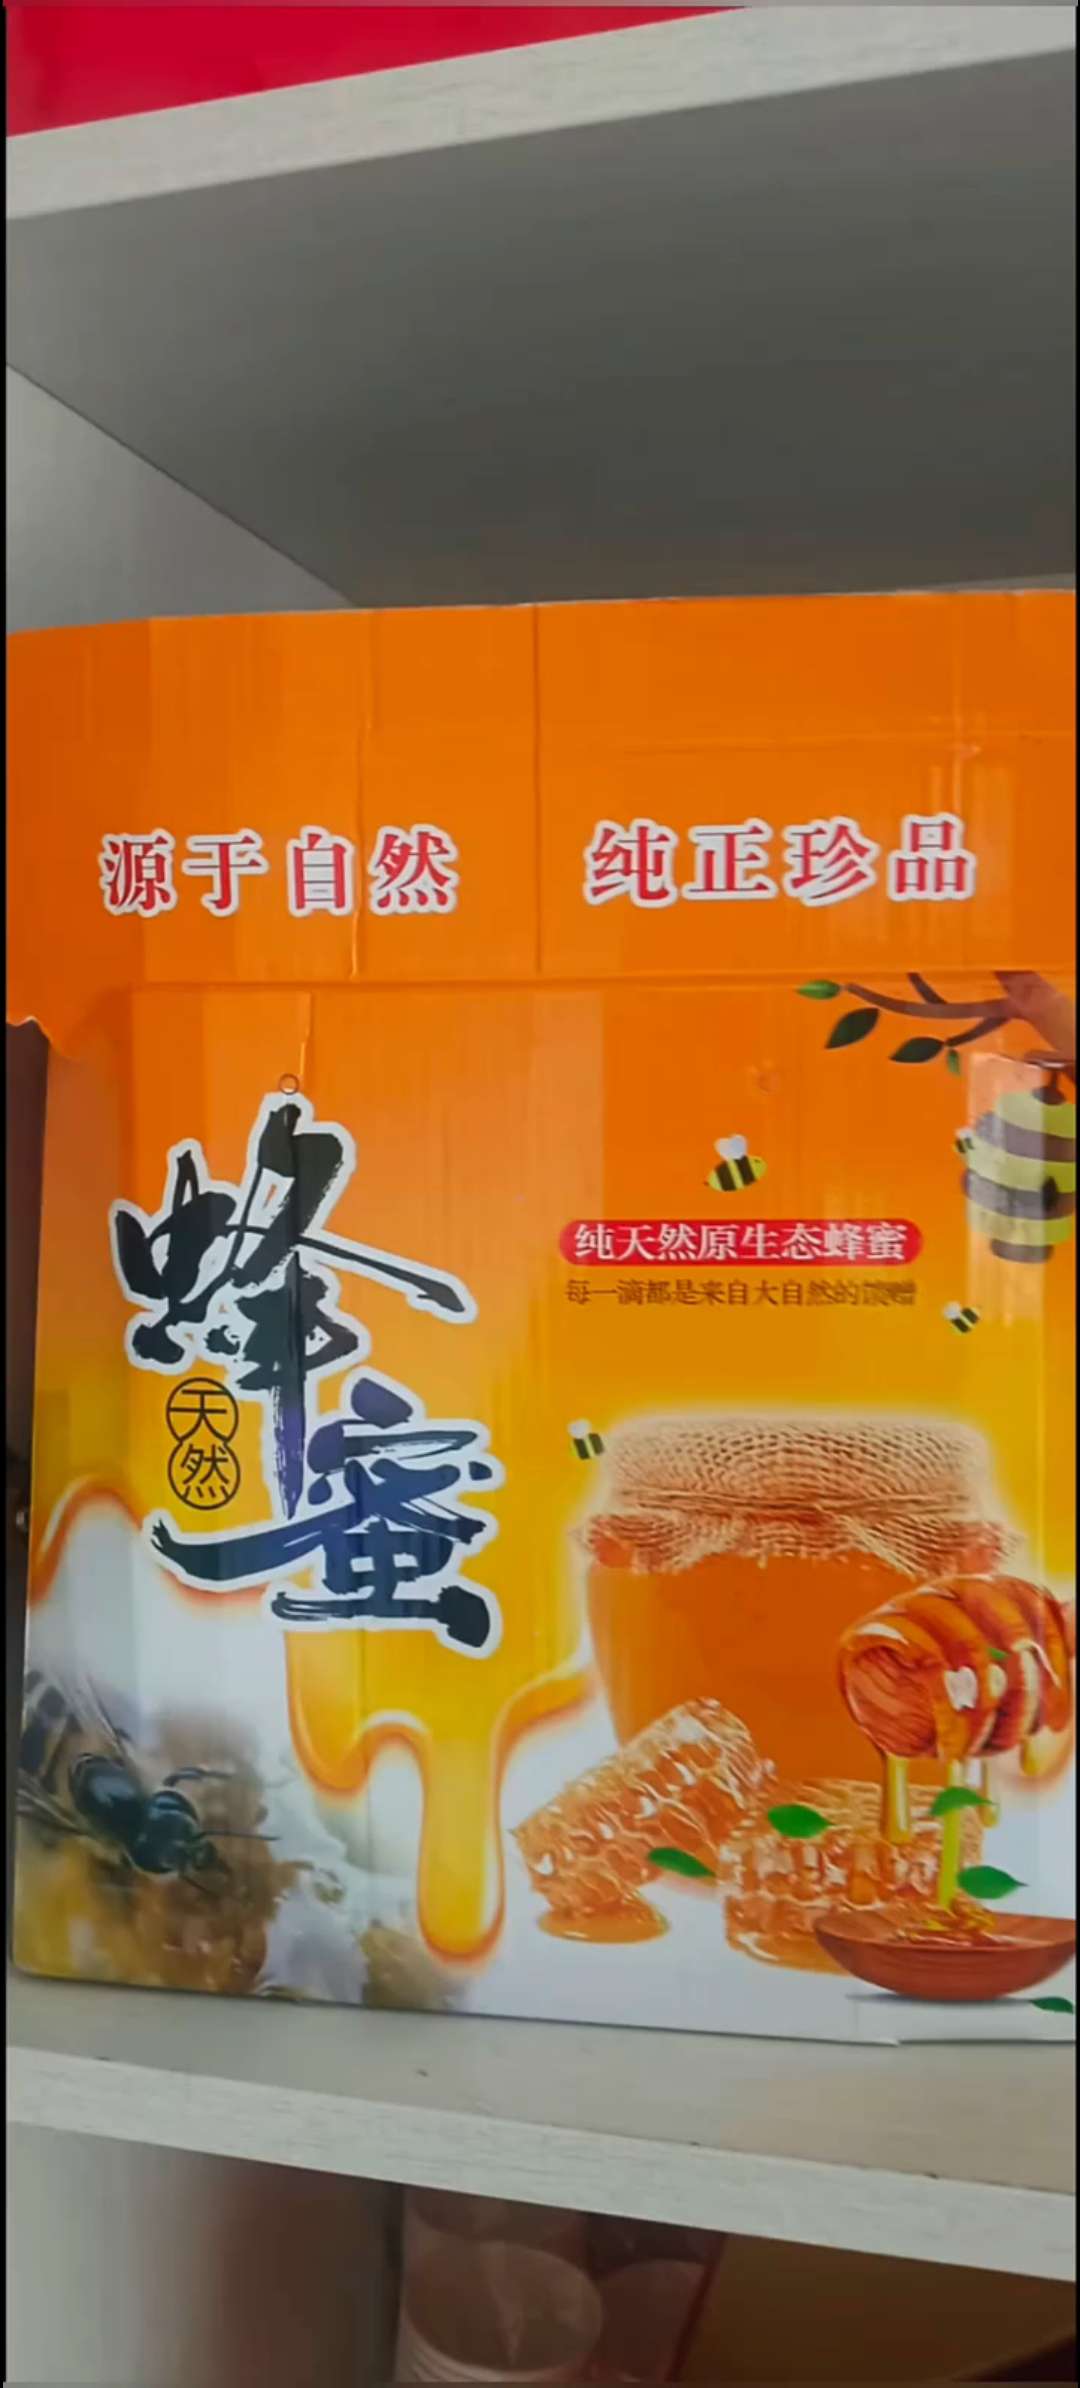 源于自然 纯正珍品
蜂蜜
天然
纯天然原生态蜂蜜
每一滴都是来自大自然的馈赠